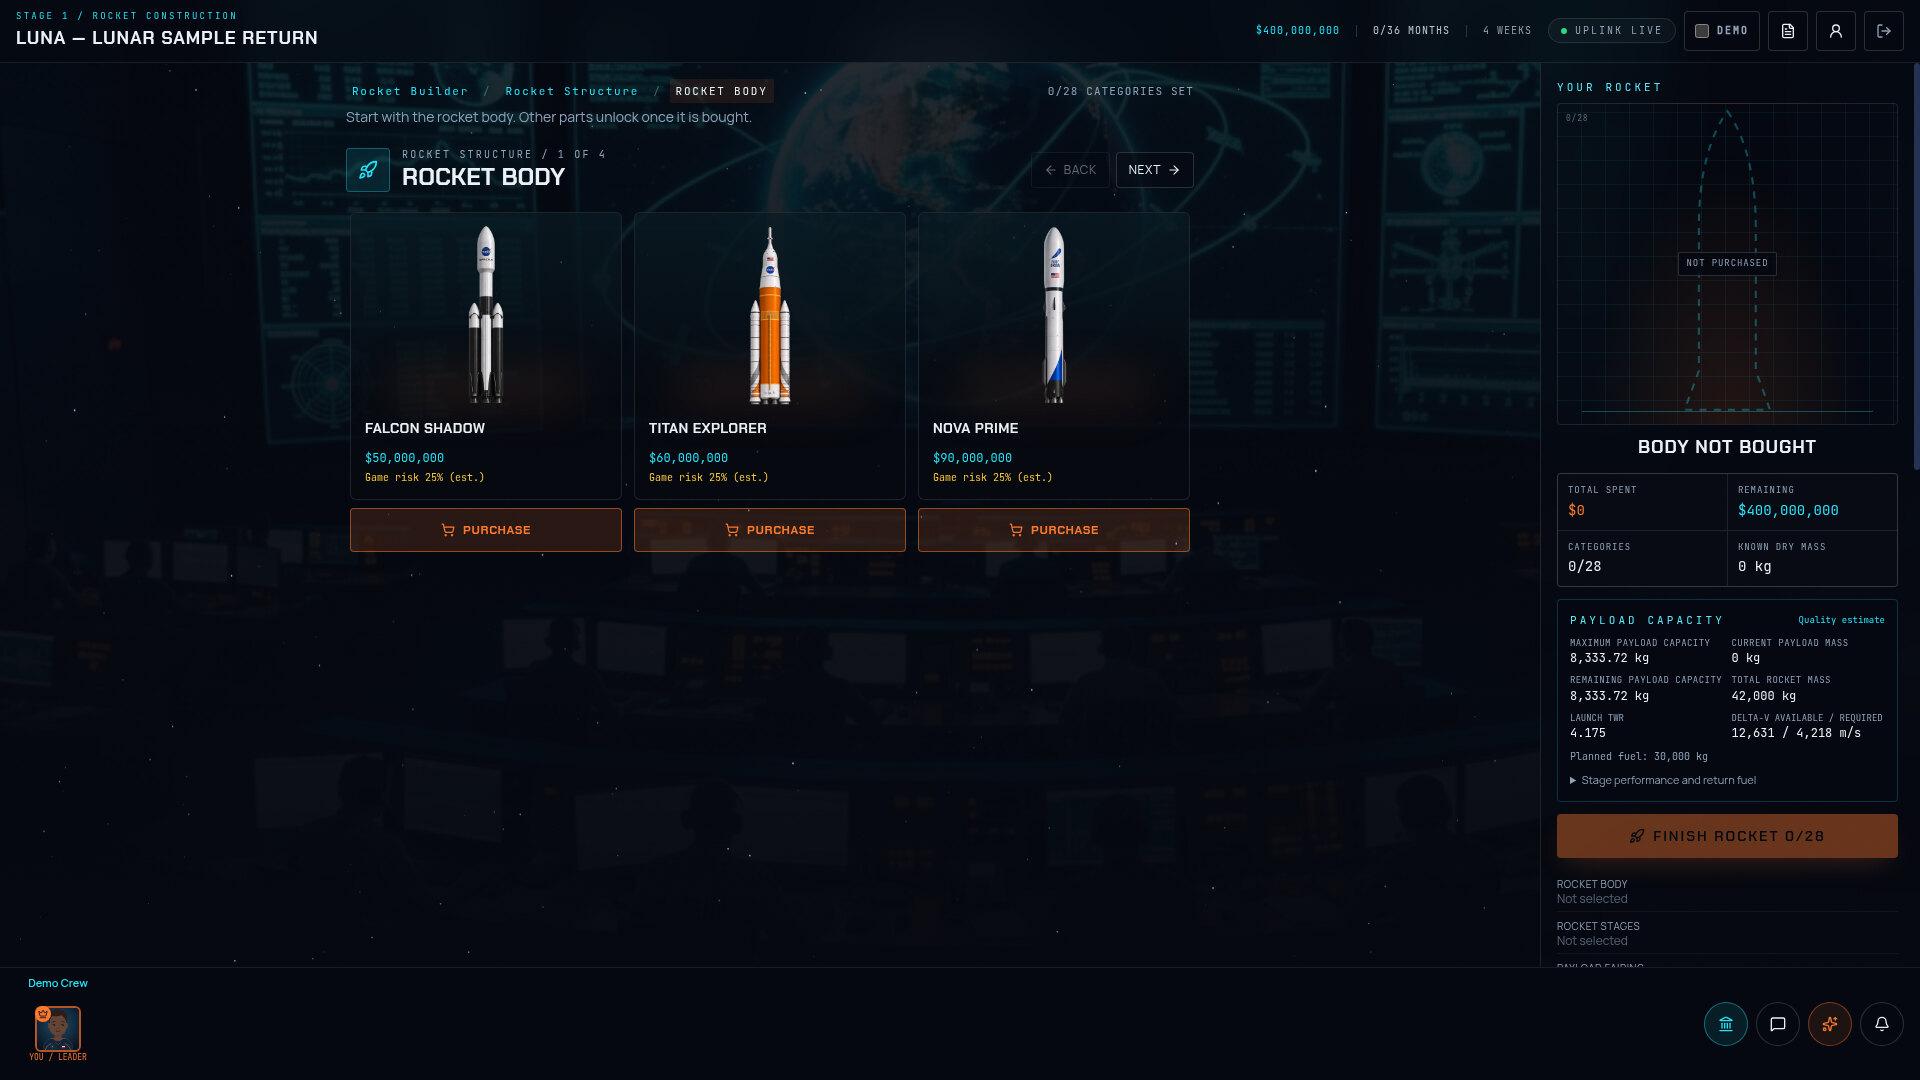 STAGE 1 / ROCKET CONSTRUCTION
LUNA — LUNAR SAMPLE RETURN
$400,000,000
0/36 MONTHS
4 WEEKS
UPLINK LIVE
DEMO
Rocket Builder / Rocket Structure / ROCKET BODY
0/28 CATEGORIES SET
Start with the rocket body. Other parts unlock once it is bought.
ROCKET STRUCTURE / 1 OF 4
ROCKET BODY
BACK
NEXT
FALCON SHADOW
$50,000,000
Game risk 25% (est.)
PURCHASE
TITAN EXPLORER
$60,000,000
Game risk 25% (est.)
PURCHASE
NOVA PRIME
$90,000,000
Game risk 25% (est.)
PURCHASE
YOUR ROCKET
0/28
NOT PURCHASED
BODY NOT BOUGHT
TOTAL SPENT
$0
REMAINING
$400,000,000
CATEGORIES
0/28
KNOWN DRY MASS
0 kg
PAYLOAD CAPACITY
Quality estimate
MAXIMUM PAYLOAD CAPACITY
8,333.72 kg
CURRENT PAYLOAD MASS
0 kg
REMAINING PAYLOAD CAPACITY
8,333.72 kg
TOTAL ROCKET MASS
42,000 kg
LAUNCH TWR
4.175
DELTA-V AVAILABLE / REQUIRED
12,631 / 4,218 m/s
Planned fuel: 30,000 kg
Stage performance and return fuel
FINISH ROCKET 0/28
ROCKET BODY
Not selected
ROCKET STAGES
Not selected
PAYLOAD FAIRING
Demo Crew
YOU / LEADER